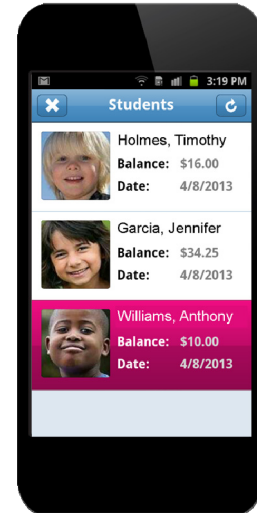 3:19 PM
Students
Holmes, Timothy
Balance: $16.00
Date: 4/8/2013
Garcia, Jennifer
Balance: $34.25
Date: 4/8/2013
Williams, Anthony
Balance: $10.00
Date: 4/8/2013